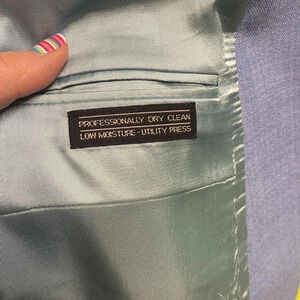 PROFESSIONALLY DRY CLEAN
LOW MOISTURE - UTILITY PRESS